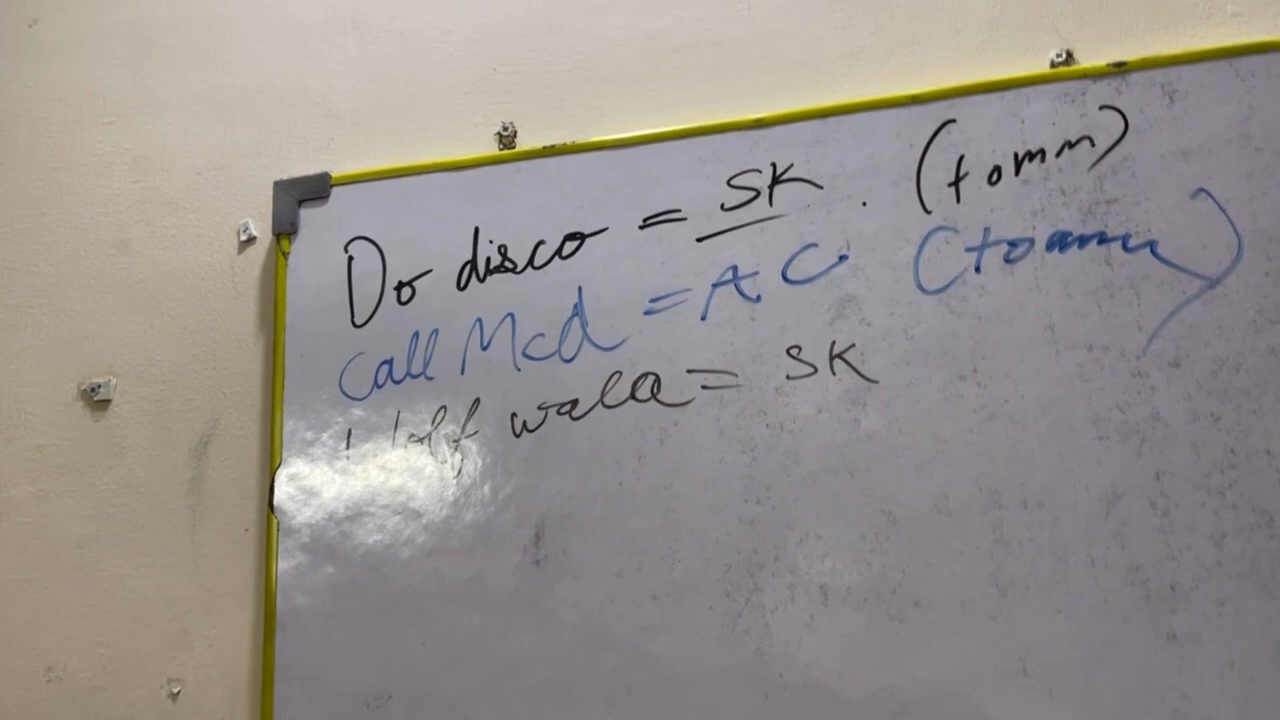 Do disco = SK. (tomm)
Call Mcd = AC (tomm)
wala = SK